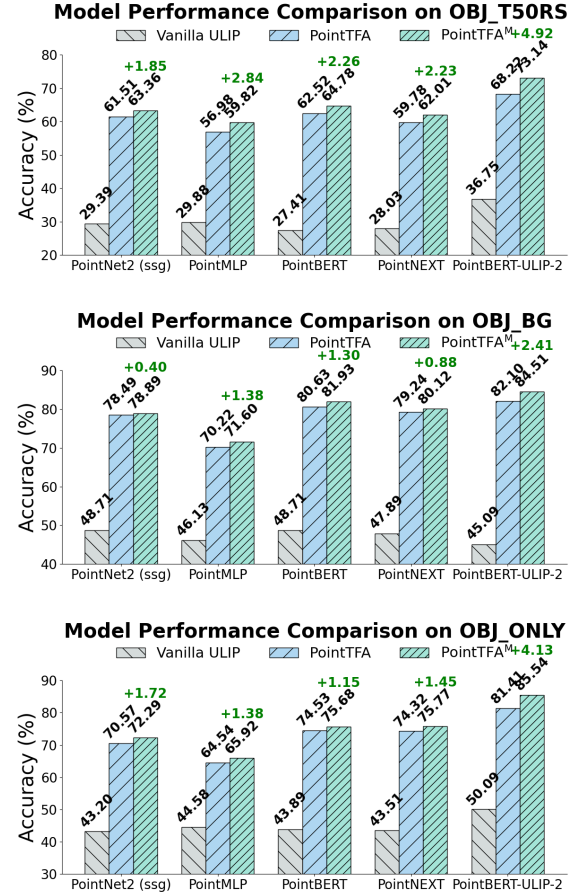 Model Performance Comparison on OBJ_T50RS
Vanilla ULIP PointTFA PointTFAᴹ
+1.85 +2.84 +2.26 +2.23 +4.92
29.39 61.51 63.36 29.88 56.98 59.82 27.41 62.52 64.78 28.03 59.78 62.01 36.75 68.22 73.14
Accuracy (%)
80
70
60
50
40
30
20
PointNet2 (ssg) PointMLP PointBERT PointNEXT PointBERT-ULIP-2
Model Performance Comparison on OBJ_BG
Vanilla ULIP PointTFA PointTFAᴹ
+0.40 +1.38 +1.30 +0.88 +2.41
48.71 78.49 78.89 46.13 70.22 71.60 48.71 80.63 81.93 47.89 79.24 80.12 45.09 82.10 84.51
Accuracy (%)
90
80
70
60
50
40
PointNet2 (ssg) PointMLP PointBERT PointNEXT PointBERT-ULIP-2
Model Performance Comparison on OBJ_ONLY
Vanilla ULIP PointTFA PointTFAᴹ
+1.72 +1.38 +1.15 +1.45 +4.13
43.20 70.57 72.29 44.58 64.54 65.92 43.89 74.53 75.68 43.51 74.32 75.77 50.09 81.41 85.54
Accuracy (%)
90
80
70
60
50
40
30
PointNet2 (ssg) PointMLP PointBERT PointNEXT PointBERT-ULIP-2